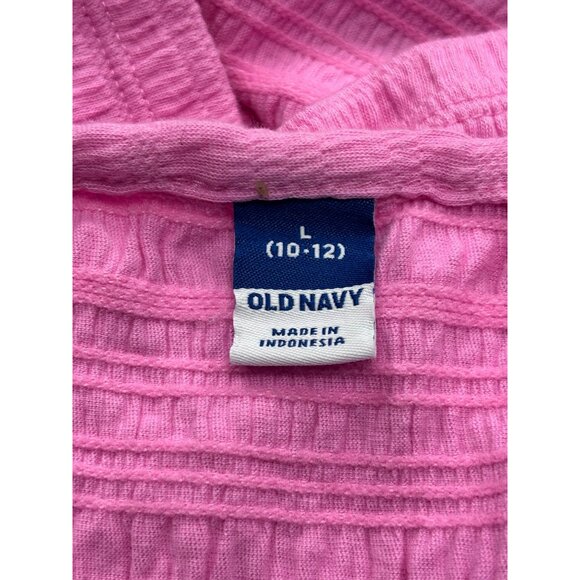 L
(10-12)
OLD NAVY
MADE IN
INDONESIA